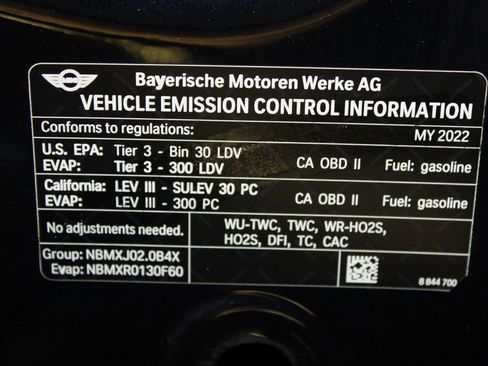 MINI
Bayerische Motoren Werke AG
VEHICLE EMISSION CONTROL INFORMATION
Conforms to regulations: MY 2022
U.S. EPA: Tier 3 - Bin 30 LDV CA OBD II Fuel: gasoline
EVAP: Tier 3 - 300 LDV
California: LEV III - SULEV 30 PC CA OBD II Fuel: gasoline
EVAP: LEV III - 300 PC
No adjustments needed.
WU-TWC, TWC, WR-HO2S,
HO2S, DFI, TC, CAC
Group: NBMXJ02.0B4X
Evap: NBMXR0130F60
8 844 700